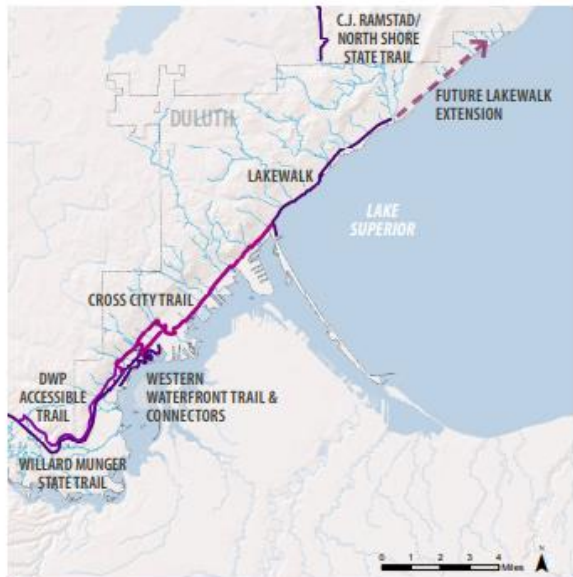 C.J. RAMSTAD/
NORTH SHORE
STATE TRAIL
FUTURE LAKEWALK
EXTENSION
DULUTH
LAKEWALK
LAKE
SUPERIOR
CROSS CITY TRAIL
DWP
ACCESSIBLE
TRAIL
WESTERN
WATERFRONT TRAIL &
CONNECTORS
WILLARD MUNGER
STATE TRAIL
N
0 1 2 3 4
Miles